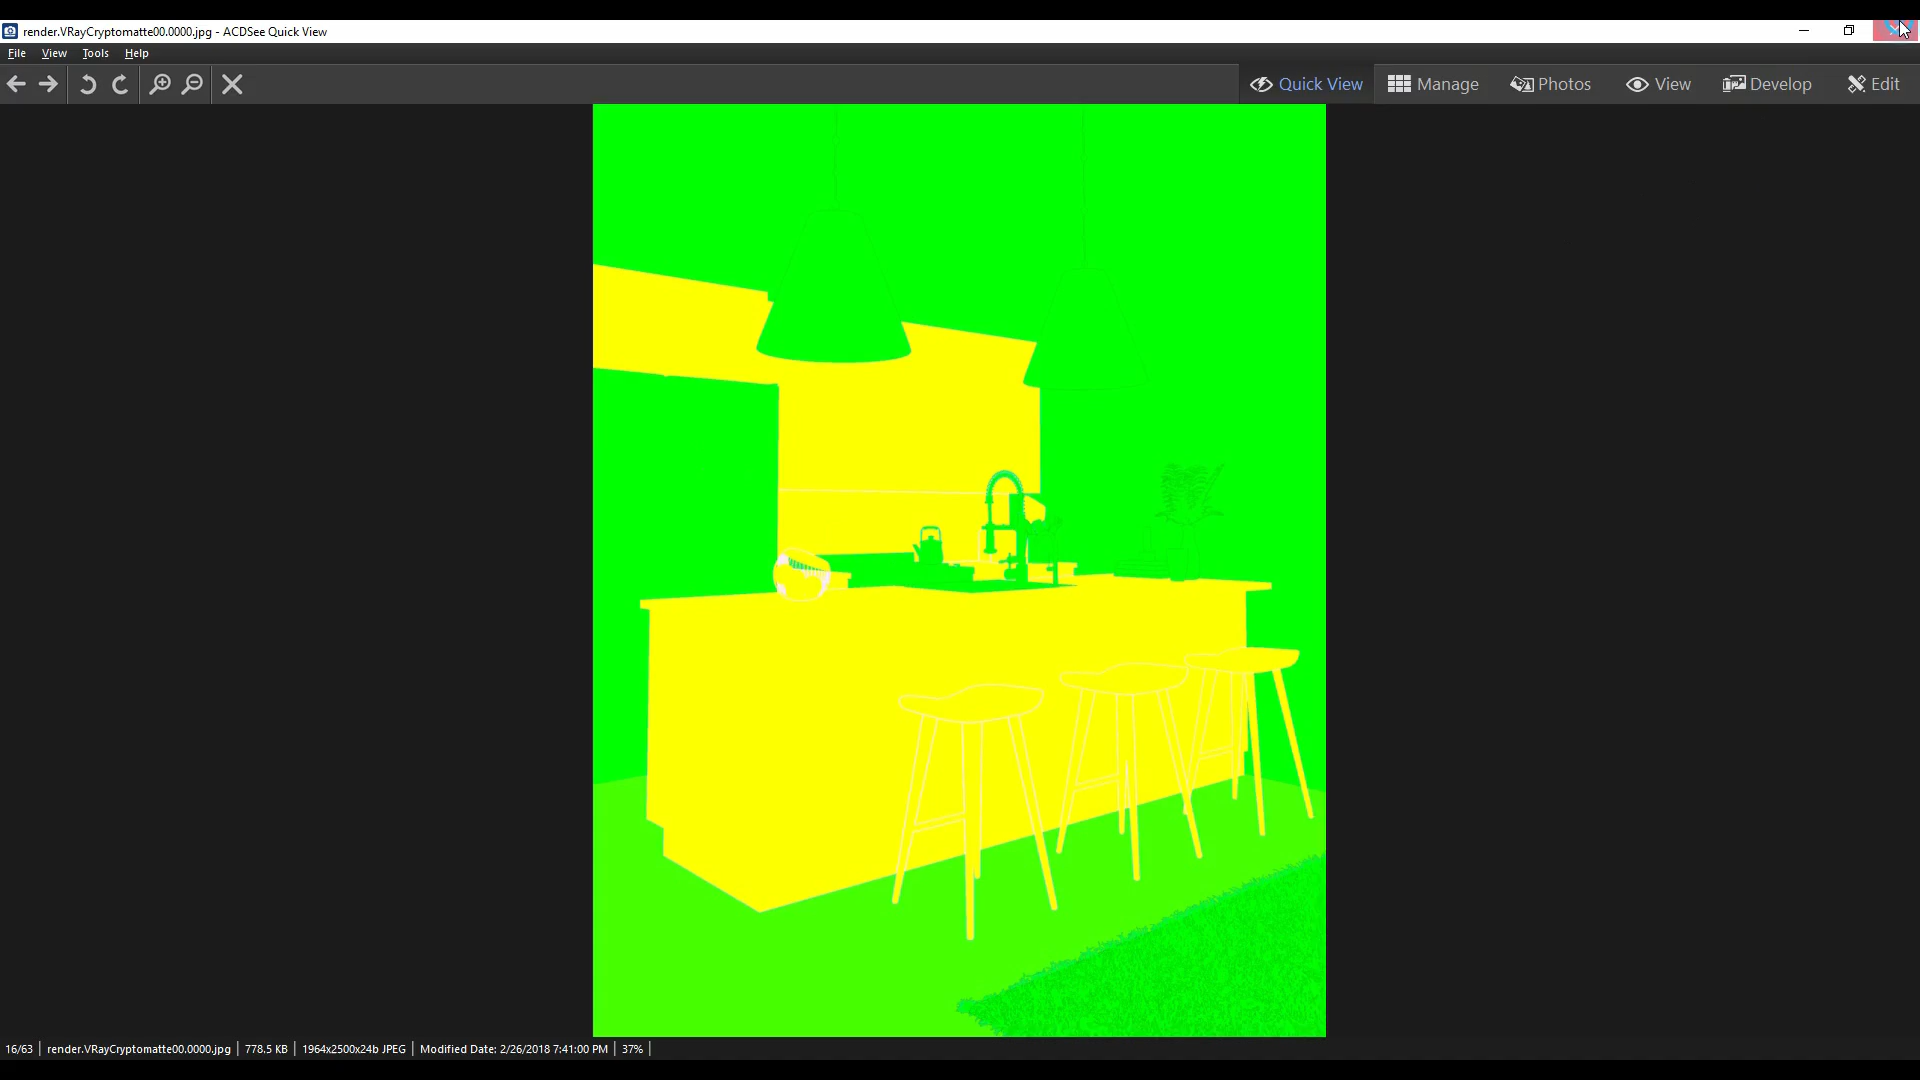 render.VRayCryptomatte00.0000.jpg - ACDSee Quick View
File View Tools Help
Quick View Manage Photos View Develop Edit
16/63 render.VRayCryptomatte00.0000.jpg 778.5 KB 1964x2500x24b JPEG Modified Date: 2/26/2018 7:41:00 PM 37%